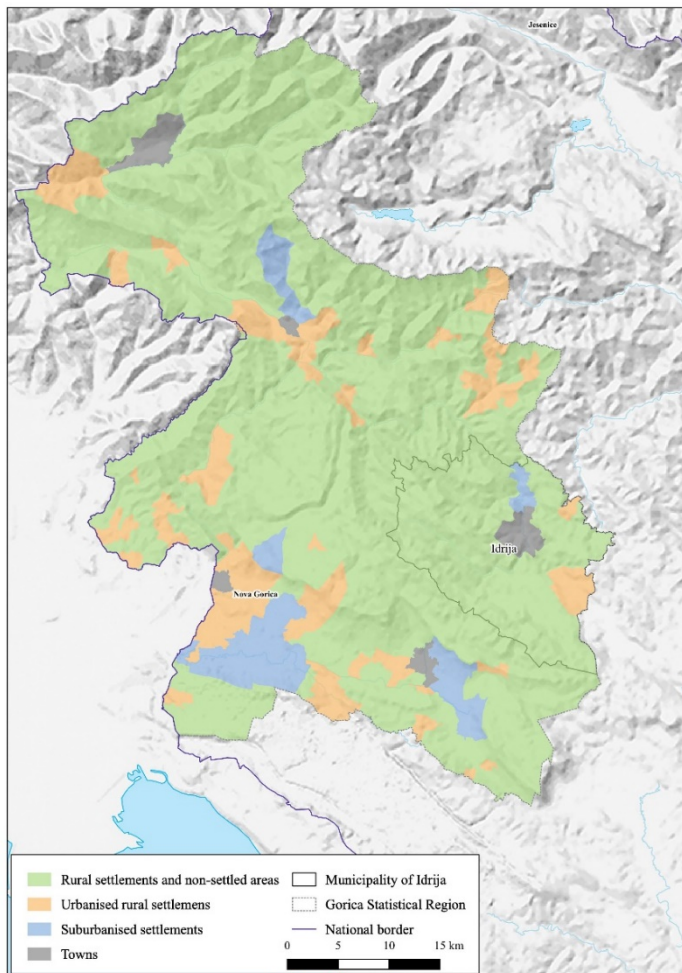 Jesenice
Idrija
Nova Gorica
Rural settlements and non-settled areas
Urbanised rural settlemens
Suburbanised settlements
Towns
Municipality of Idrija
Gorica Statistical Region
National border
0 5 10 15 km